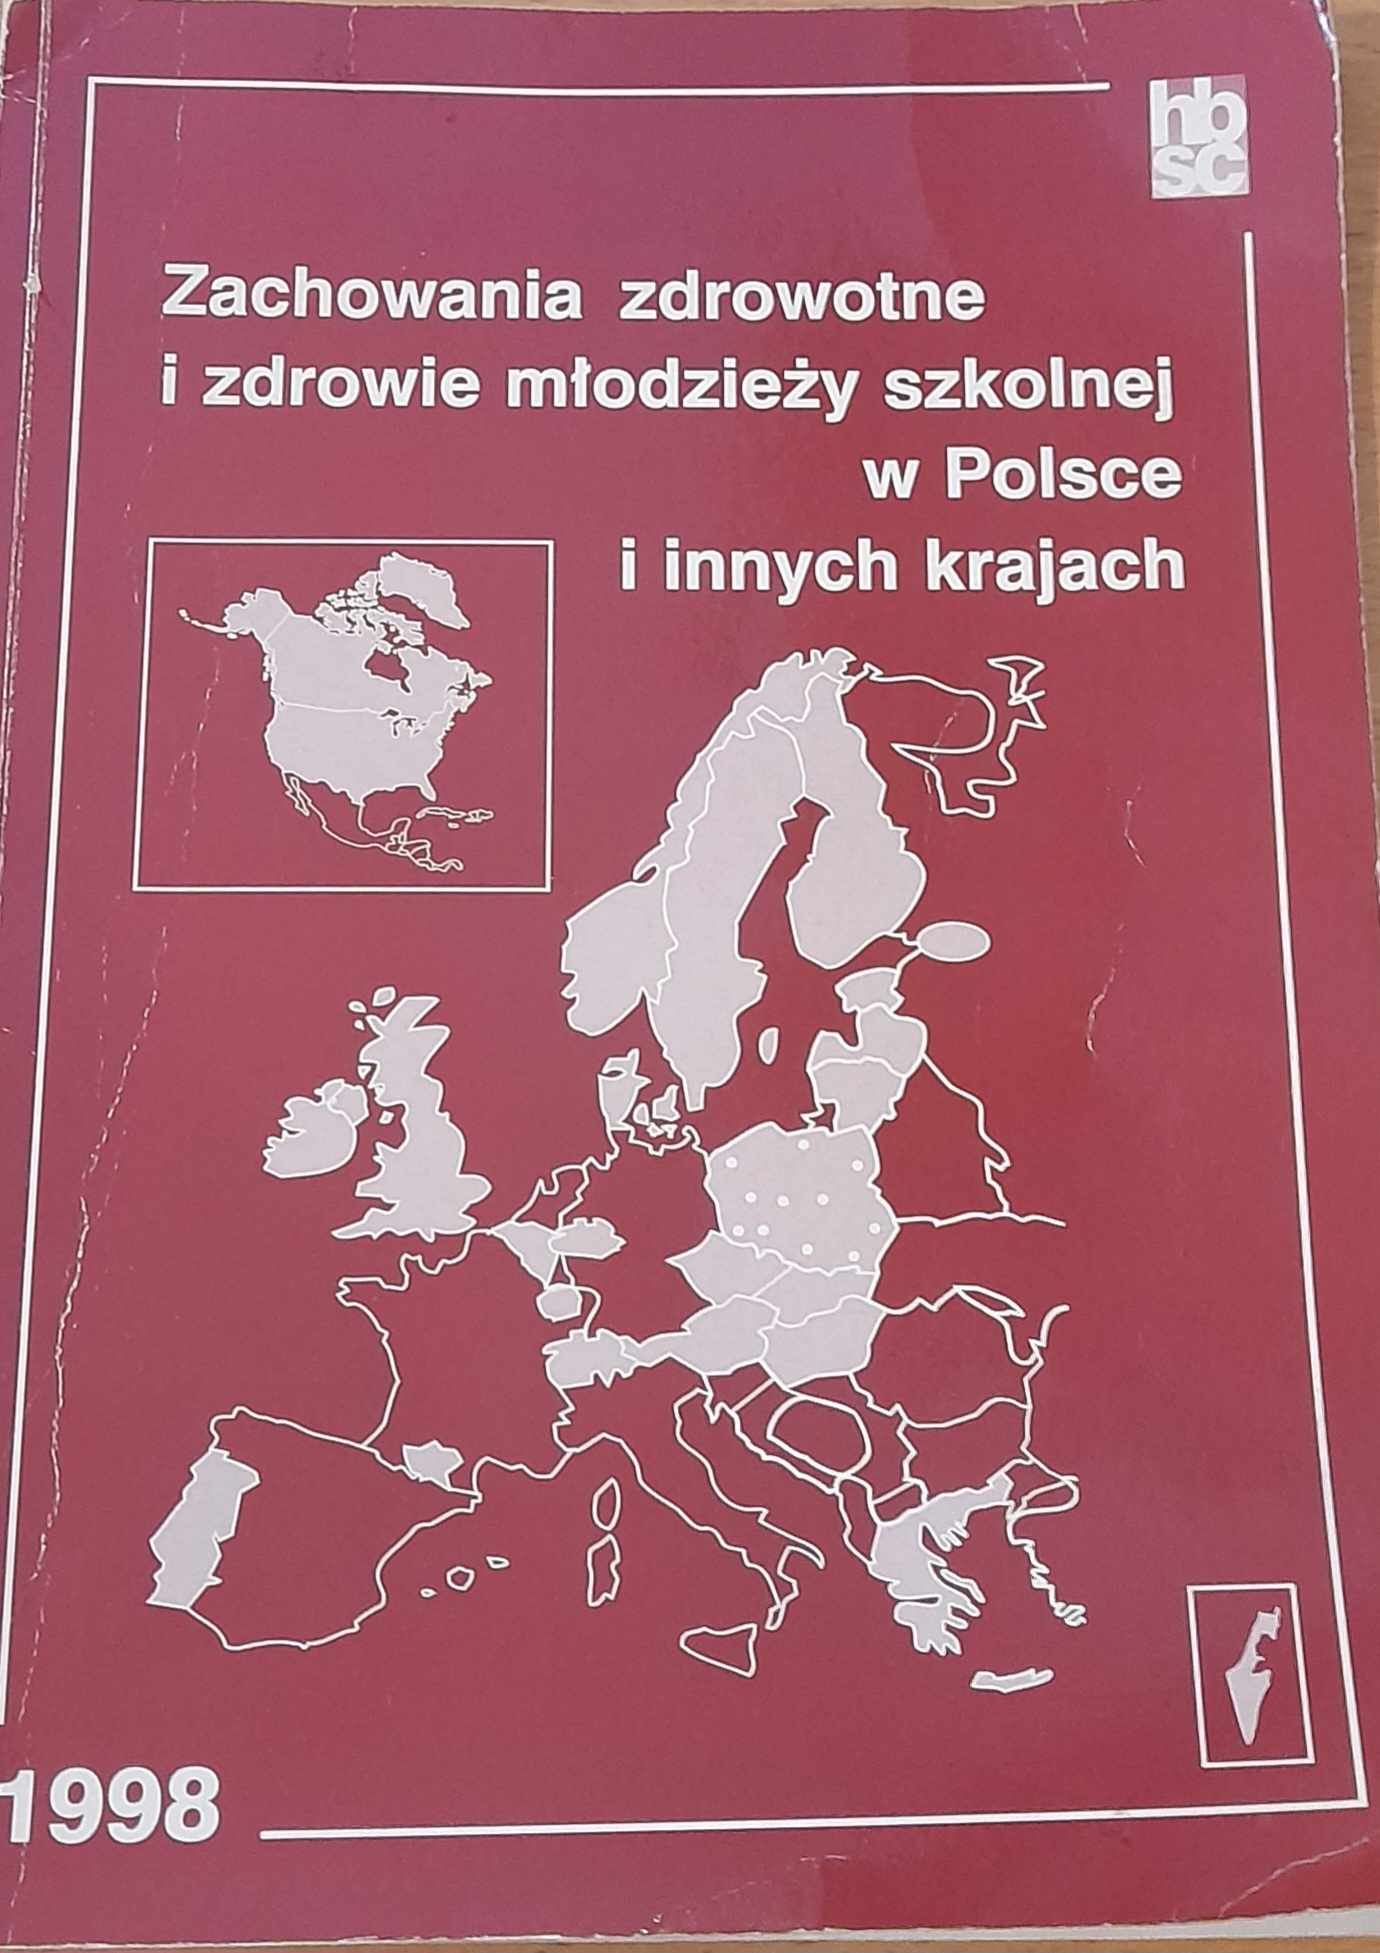 hb
sc
Zachowania zdrowotne
i zdrowie młodzieży szkolnej
w Polsce
i innych krajach
1998